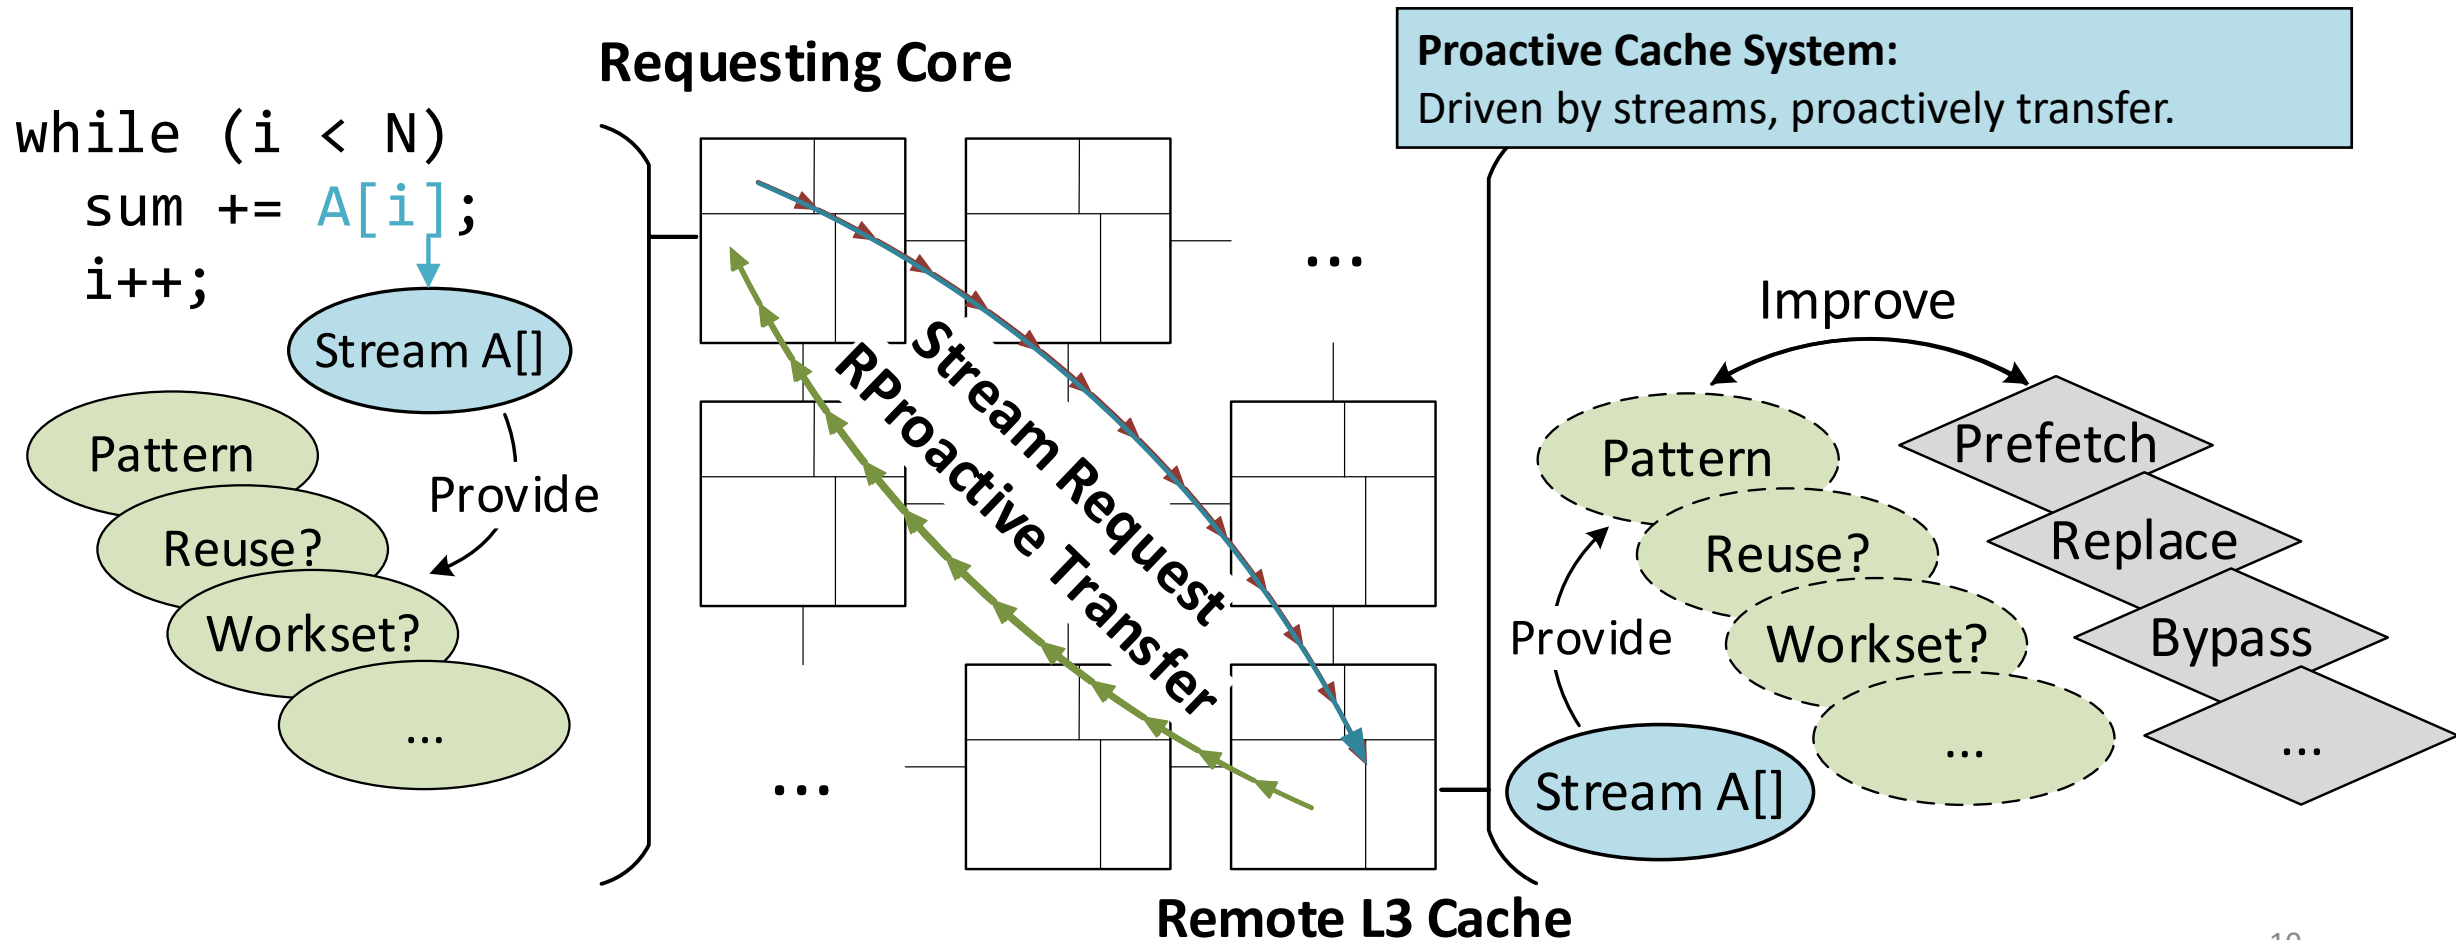 Requesting Core
Proactive Cache System:
Driven by streams, proactively transfer.
while (i < N)
sum += A[i];
i++;
Stream A[]
Pattern
Reuse?
Workset?
...
Provide
Stream Request
RProactive Transfer
...
...
Remote L3 Cache
Improve
Pattern
Reuse?
Workset?
...
Prefetch
Replace
Bypass
...
Provide
Stream A[]